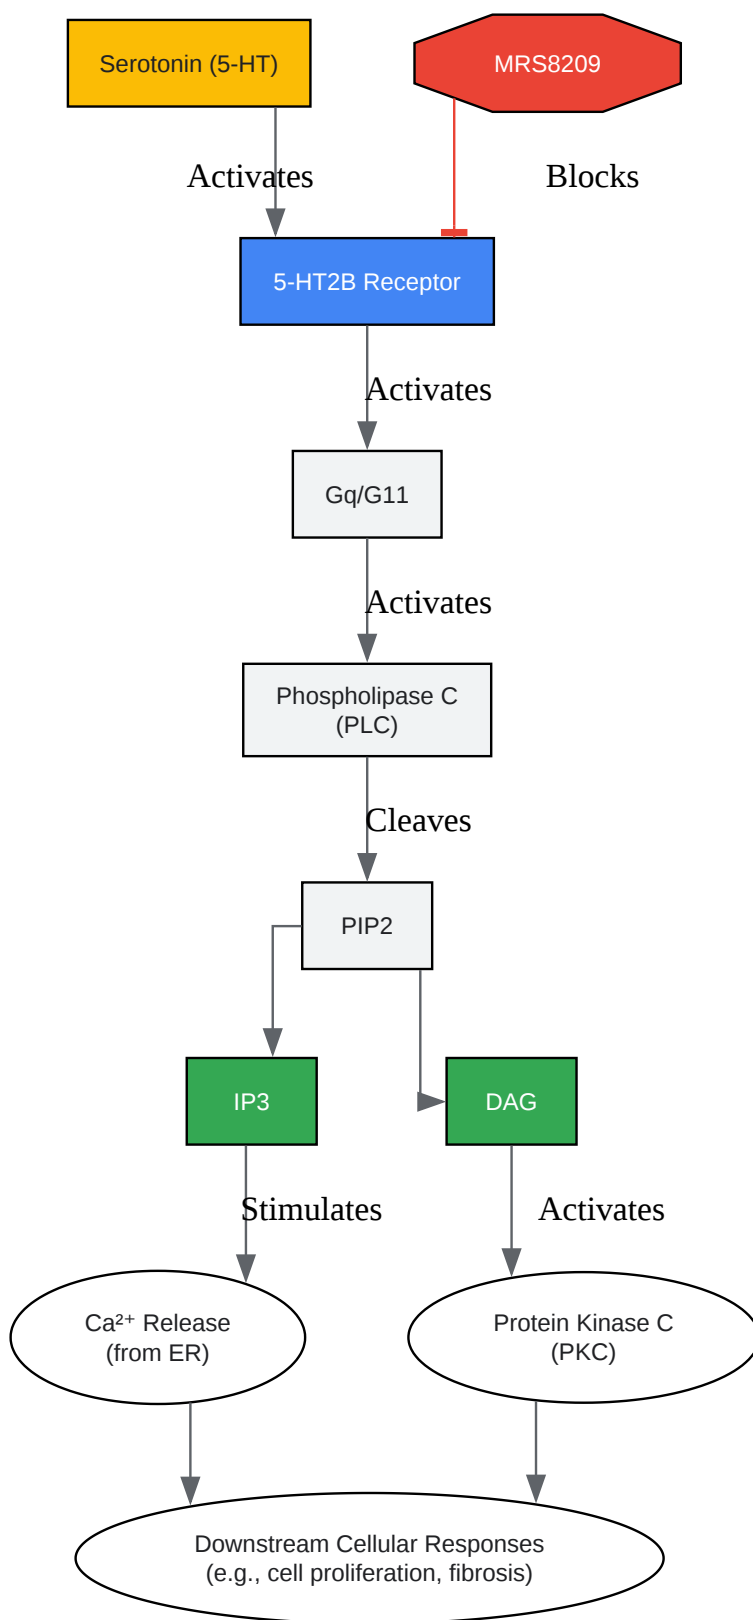 Serotonin (5-HT)
MRS8209
Activates
Blocks
5-HT2B Receptor
Activates
Gq/G11
Activates
Phospholipase C
(PLC)
Cleaves
PIP2
IP3
DAG
Stimulates
Activates
Ca²⁺ Release
(from ER)
Protein Kinase C
(PKC)
Downstream Cellular Responses
(e.g., cell proliferation, fibrosis)